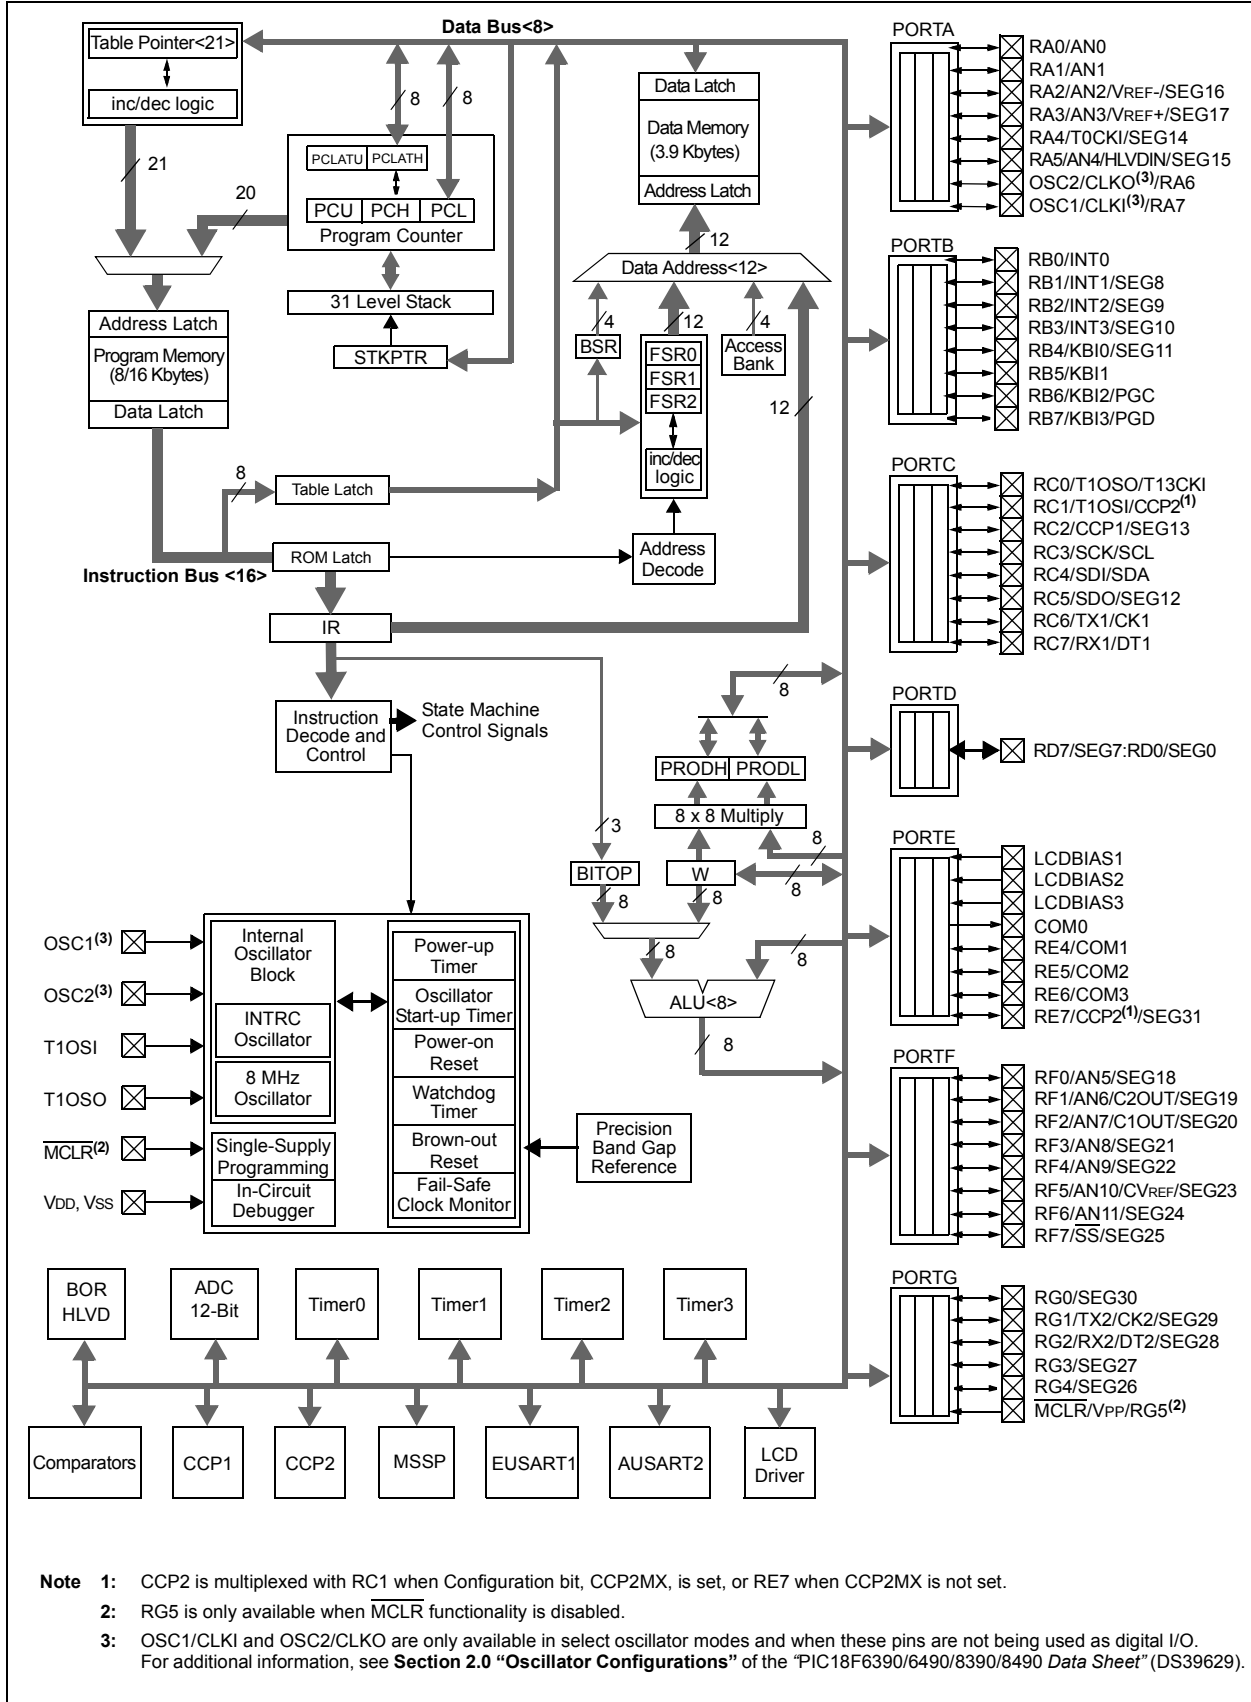 Data Bus<8>
Table Pointer<21>
inc/dec logic
21
20
8
8
PCLATU PCLATH
PCU PCH PCL
Program Counter
31 Level Stack
STKPTR
Address Latch
Program Memory
(8/16 Kbytes)
Data Latch
Data Latch
Data Memory
(3.9 Kbytes)
Address Latch
12
Data Address<12>
4
12
4
BSR
FSR0
FSR1
FSR2
inc/dec
logic
Access
Bank
12
8
Table Latch
ROM Latch
Instruction Bus <16>
Address
Decode
IR
Instruction
Decode and
Control
State Machine
Control Signals
8
PRODH PRODL
8 x 8 Multiply
3
8
BITOP
W
8
8
8
8
8
ALU<8>
8
OSC1(3)
OSC2(3)
T1OSI
T1OSO
MCLR(2)
VDD, VSS
Internal
Oscillator
Block
INTRC
Oscillator
8 MHz
Oscillator
Single-Supply
Programming
In-Circuit
Debugger
Power-up
Timer
Oscillator
Start-up Timer
Power-on
Reset
Watchdog
Timer
Brown-out
Reset
Fail-Safe
Clock Monitor
Precision
Band Gap
Reference
BOR
HLVD
ADC
12-Bit
Timer0
Timer1
Timer2
Timer3
Comparators
CCP1
CCP2
MSSP
EUSART1
AUSART2
LCD
Driver
PORTA
RA0/AN0
RA1/AN1
RA2/AN2/VREF-/SEG16
RA3/AN3/VREF+/SEG17
RA4/T0CKI/SEG14
RA5/AN4/HLVDIN/SEG15
OSC2/CLKO(3)/RA6
OSC1/CLKI(3)/RA7
PORTB
RB0/INT0
RB1/INT1/SEG8
RB2/INT2/SEG9
RB3/INT3/SEG10
RB4/KBI0/SEG11
RB5/KBI1
RB6/KBI2/PGC
RB7/KBI3/PGD
PORTC
RC0/T1OSO/T13CKI
RC1/T1OSI/CCP2(1)
RC2/CCP1/SEG13
RC3/SCK/SCL
RC4/SDI/SDA
RC5/SDO/SEG12
RC6/TX1/CK1
RC7/RX1/DT1
PORTD
RD7/SEG7:RD0/SEG0
PORTE
LCDBIAS1
LCDBIAS2
LCDBIAS3
COM0
RE4/COM1
RE5/COM2
RE6/COM3
RE7/CCP2(1)/SEG31
PORTF
RF0/AN5/SEG18
RF1/AN6/C2OUT/SEG19
RF2/AN7/C1OUT/SEG20
RF3/AN8/SEG21
RF4/AN9/SEG22
RF5/AN10/CVREF/SEG23
RF6/AN11/SEG24
RF7/SS/SEG25
PORTG
RG0/SEG30
RG1/TX2/CK2/SEG29
RG2/RX2/DT2/SEG28
RG3/SEG27
RG4/SEG26
MCLR/VPP/RG5(2)
Note 1: CCP2 is multiplexed with RC1 when Configuration bit, CCP2MX, is set, or RE7 when CCP2MX is not set.
2: RG5 is only available when MCLR functionality is disabled.
3: OSC1/CLKI and OSC2/CLKO are only available in select oscillator modes and when these pins are not being used as digital I/O.
For additional information, see Section 2.0 “Oscillator Configurations” of the “PIC18F6390/6490/8390/8490 Data Sheet” (DS39629).